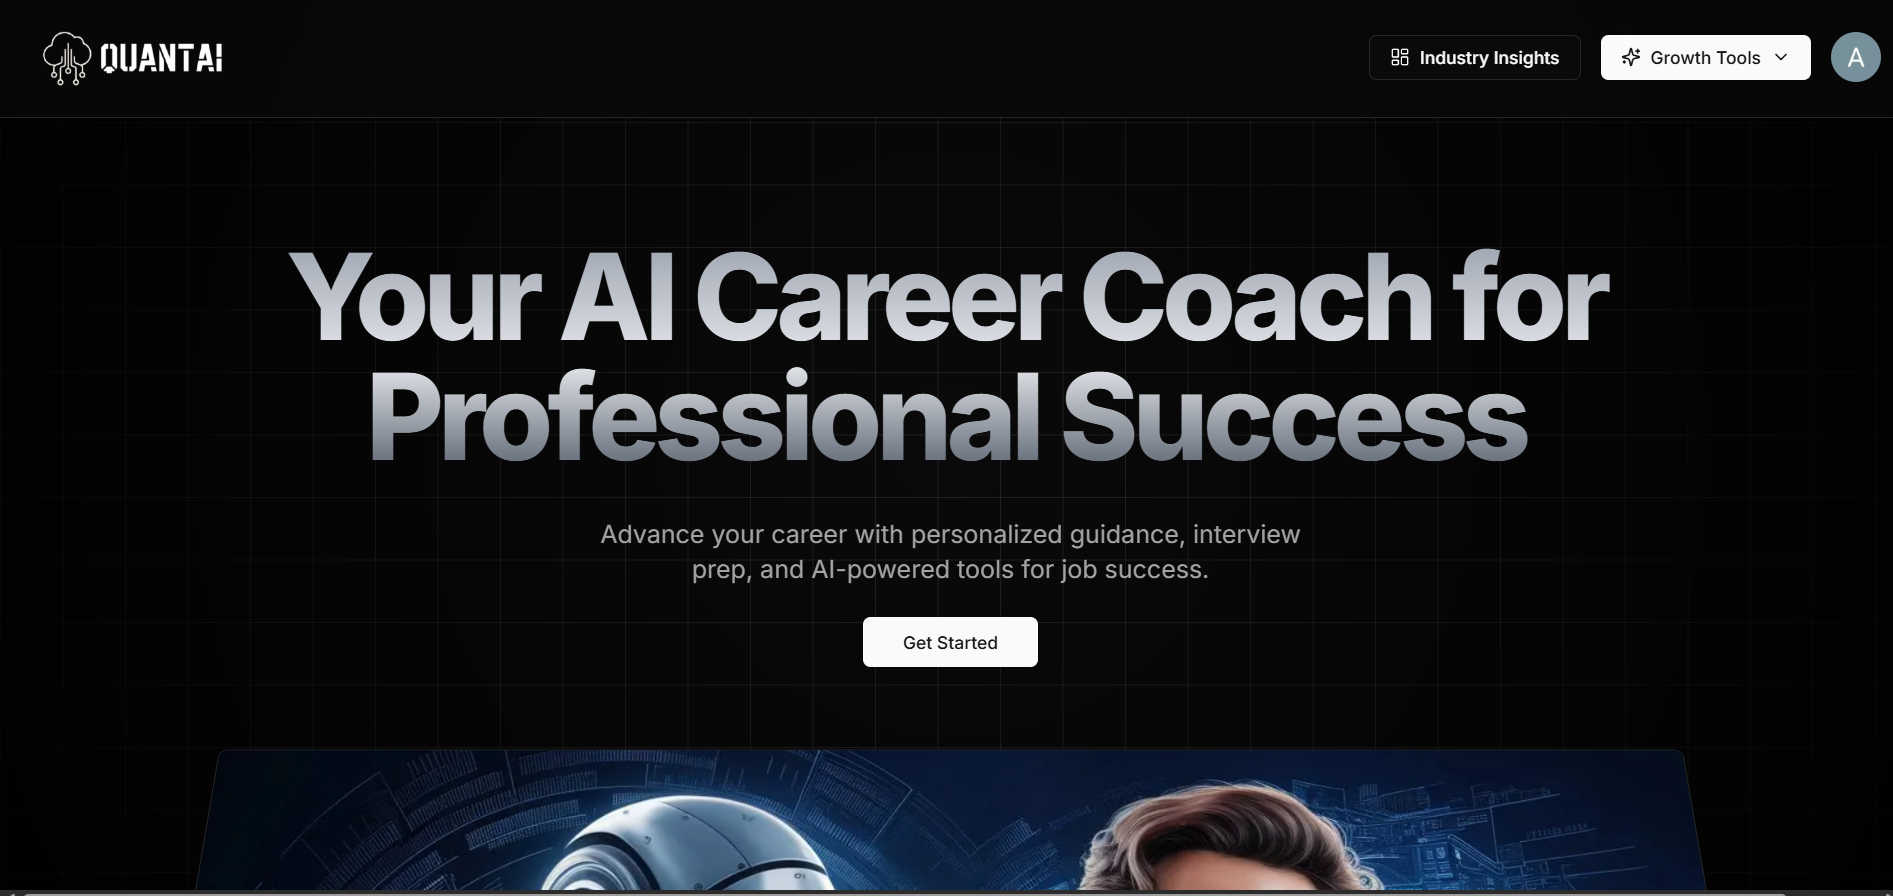 QUANTAI
Industry Insights
Growth Tools
A
Your AI Career Coach for
Professional Success
Advance your career with personalized guidance, interview
prep, and AI-powered tools for job success.
Get Started